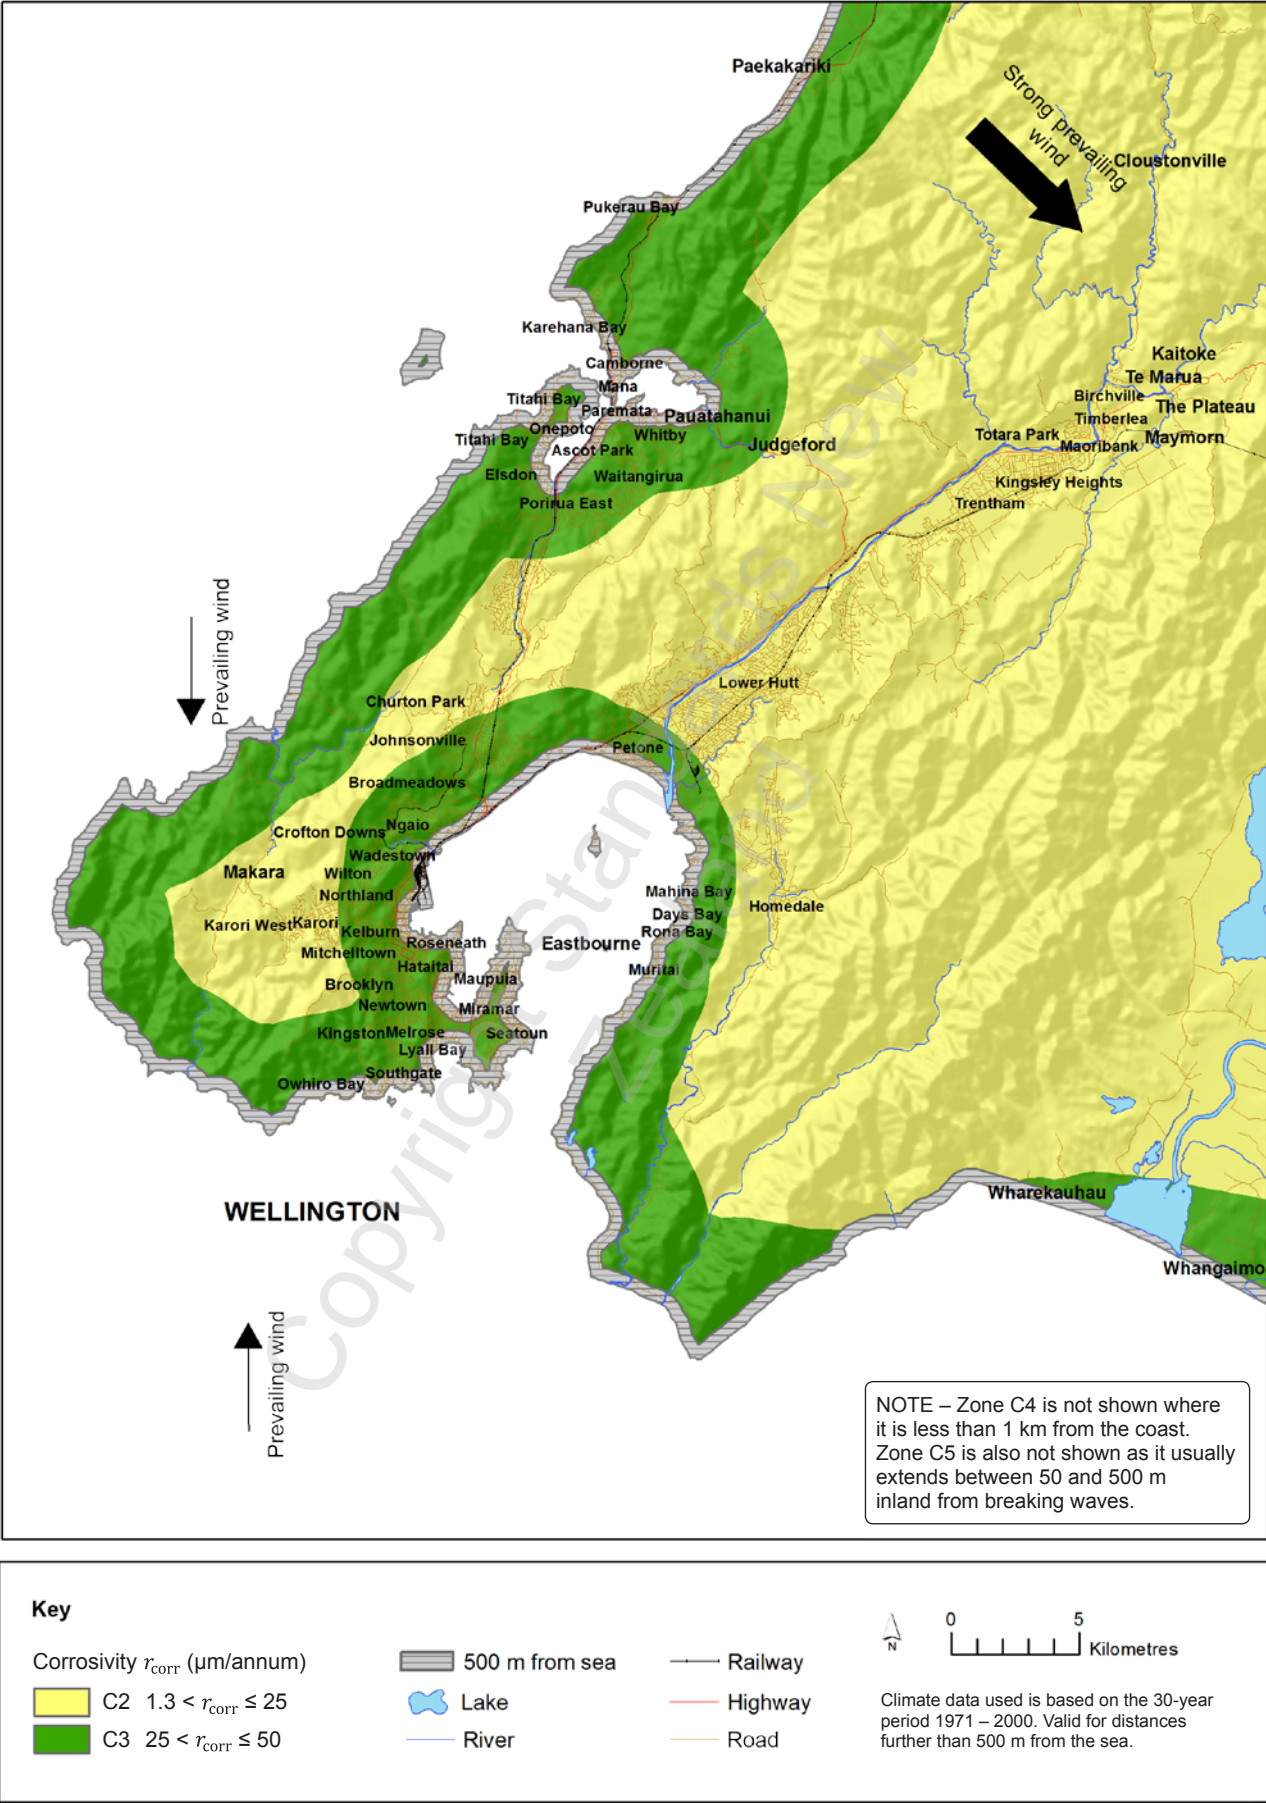 Paekakariki
Strong prevailing
wind
Cloustonville
Pukerau Bay
Karehana Bay
Camborne
Mana
Titahi Bay
Paremata
Pauatahanui
Onepoto
Whitby
Titahi Bay
Ascot Park
Judgeford
Elsdon
Waitangirua
Porirua East
Kaitoke
Te Marua
Birchville
The Plateau
Timberlea
Totara Park
Maymorn
Maoribank
Kingsley Heights
Trentham
Prevailing wind
Lower Hutt
Churton Park
Johnsonville
Petone
Broadmeadows
Ngaio
Crofton Downs
Wadestown
Makara
Wilton
Northland
Mahina Bay
Homedale
Days Bay
Karori West
Karori
Kelburn
Rona Bay
Roseneath
Eastbourne
Mitchelltown
Hataitai
Muritai
Maupuia
Brooklyn
Newtown
Miramar
Kingston
Melrose
Seatoun
Lyall Bay
Southgate
Owhiro Bay
WELLINGTON
Wharekauhau
Whangaimo
Prevailing wind
Copyright Standards New
Zealand
NOTE – Zone C4 is not shown where
it is less than 1 km from the coast.
Zone C5 is also not shown as it usually
extends between 50 and 500 m
inland from breaking waves.
Key
Corrosivity r_corr (μm/annum)
C2 1.3 < r_corr ≤ 25
C3 25 < r_corr ≤ 50
500 m from sea
Lake
River
Railway
Highway
Road
N
0 5
Kilometres
Climate data used is based on the 30-year
period 1971 – 2000. Valid for distances
further than 500 m from the sea.